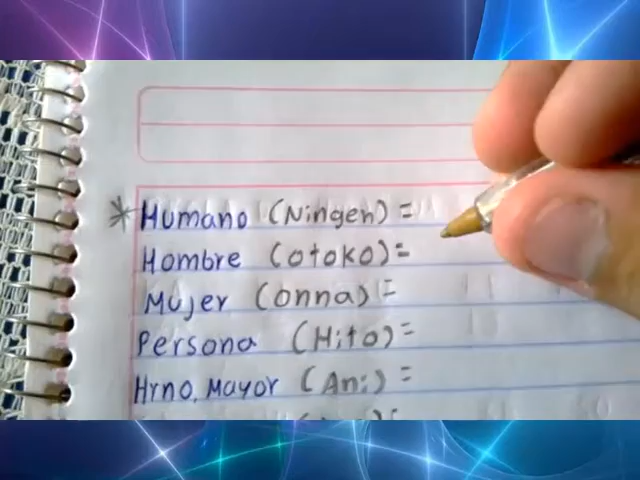 * Humano (Ningen) =
Hombre (otoko) =
Mujer (onna) =
Persona (Hito) =
Hrno. Mayor (Ani) =